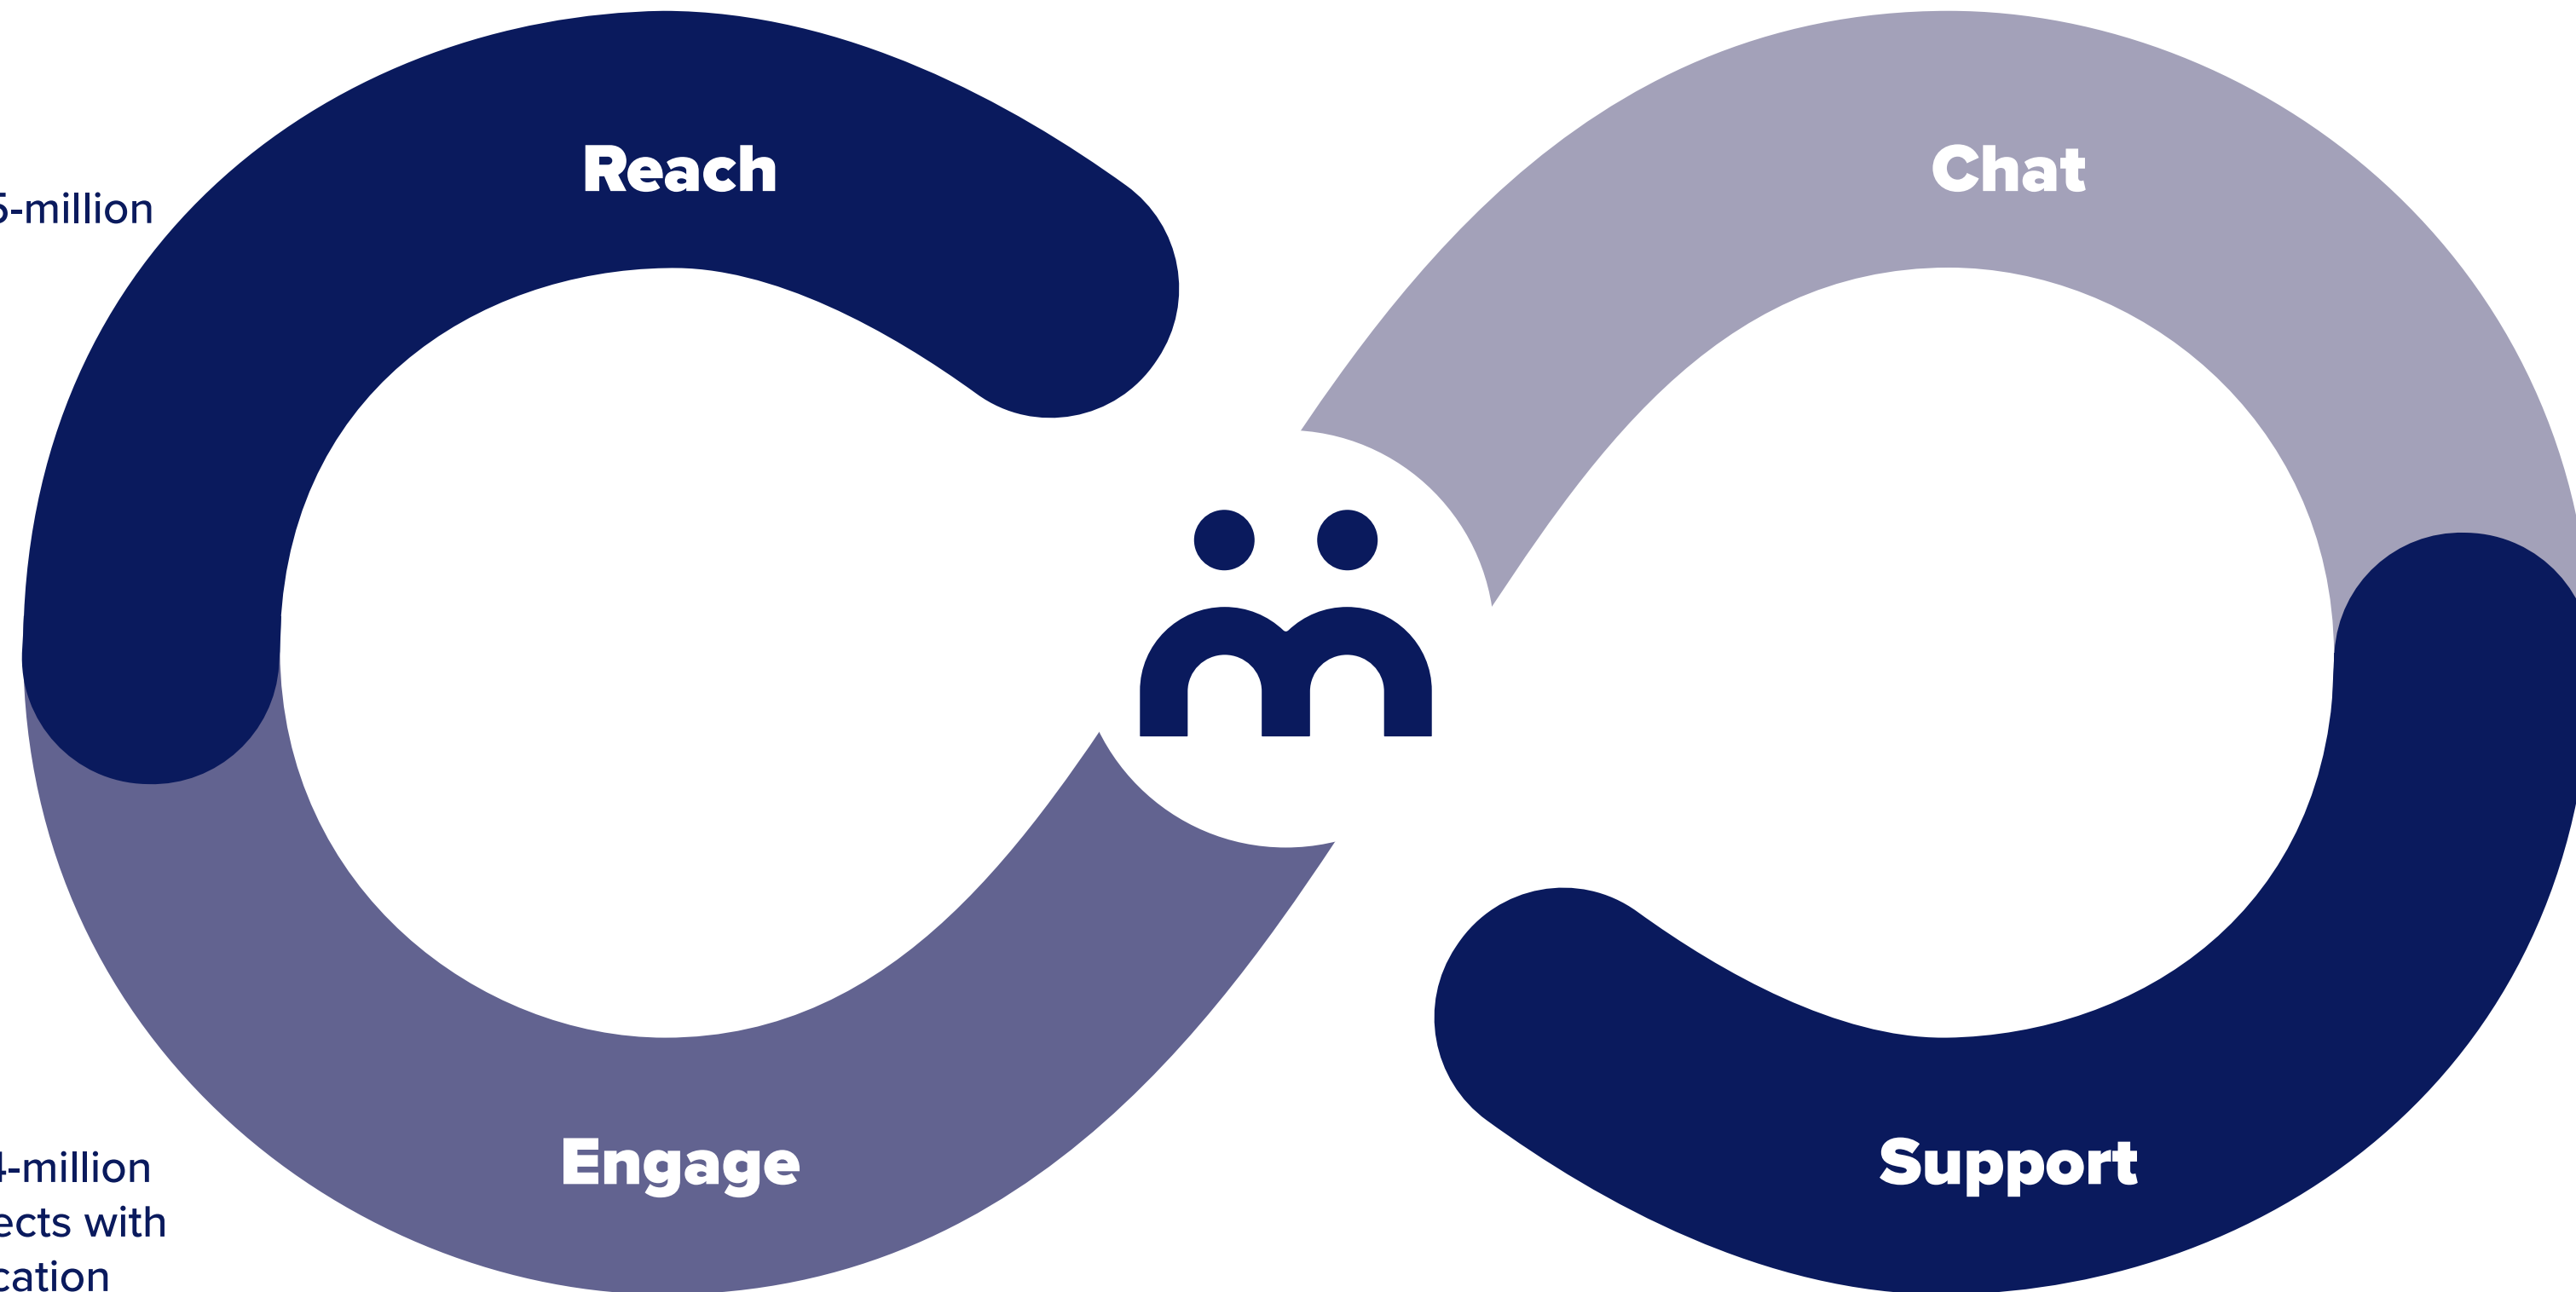 Reach
Chat
-million
Engage
Support
-million
ects with
cation